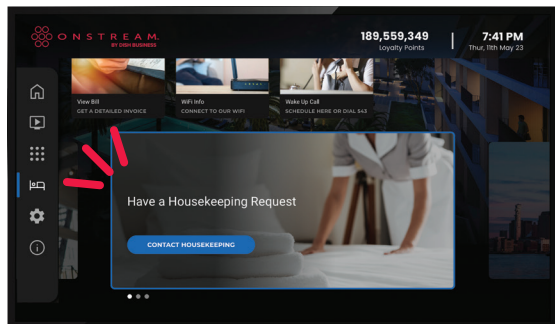 ONSTREAM.
BY DISH BUSINESS
189,559,349
Loyalty Points
7:41 PM
Thur, 11th May 23
View Bill
GET A DETAILED INVOICE
WiFi Info
CONNECT TO OUR WIFI
Wake Up Call
SCHEDULE HERE OR DIAL 543
Have a Housekeeping Request
CONTACT HOUSEKEEPING